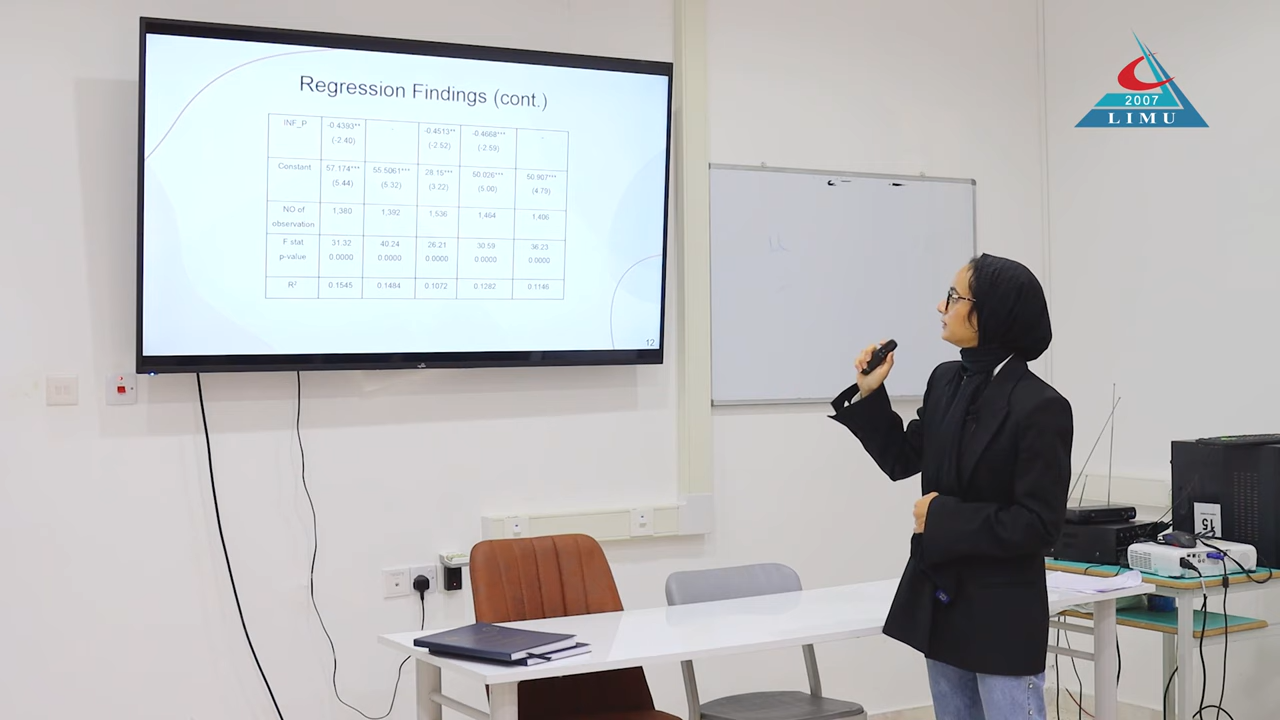 Regression Findings (cont.)
INF_P -0.4393** -0.4513** -0.4668***
(-2.40) (-2.52) (-2.59)
Constant 57.174*** 55.5061*** 28.15*** 50.026*** 50.907***
(5.44) (5.32) (3.22) (5.00) (4.79)
NO of 1,380 1,392 1,536 1,464 1,406
observation
F stat 31.32 40.24 26.21 30.59 36.23
p-value 0.0000 0.0000 0.0000 0.0000 0.0000
R² 0.1545 0.1484 0.1072 0.1282 0.1146
12
2007
LIMU
15